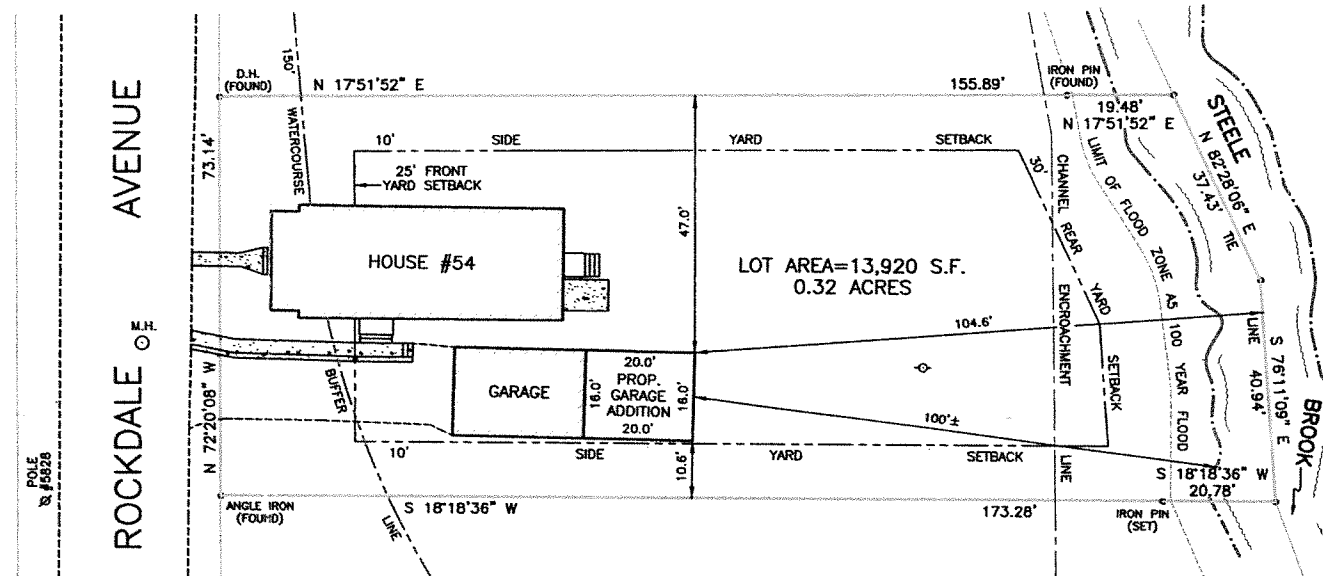 ROCKDALE AVENUE
POLE
#5828
M.H.
D.H.
(FOUND)
N 17°51'52" E
155.89'
IRON PIN
(FOUND)
19.48'
N 17°51'52" E
STEELE
N 82°28'06" E
37.43'
TIE
LINE
S 76°11'09" E
40.94'
BROOK
73.14'
N 72°20'08" W
150'
WATERCOURSE
BUFFER
LINE
10' SIDE YARD SETBACK
25' FRONT
YARD SETBACK
HOUSE #54
47.0'
LOT AREA=13,920 S.F.
0.32 ACRES
30'
CHANNEL
ENCROACHMENT
LINE
REAR
YARD
SETBACK
LIMIT OF FLOOD ZONE A5 100 YEAR FLOOD
104.6'
100'±
GARAGE
20.0'
PROP.
GARAGE
ADDITION
20.0'
16.0'
16.0'
10' SIDE YARD SETBACK
10.6'
ANGLE IRON
(FOUND)
S 18°18'36" W
173.28'
IRON PIN
(SET)
S 18°18'36" W
20.78'